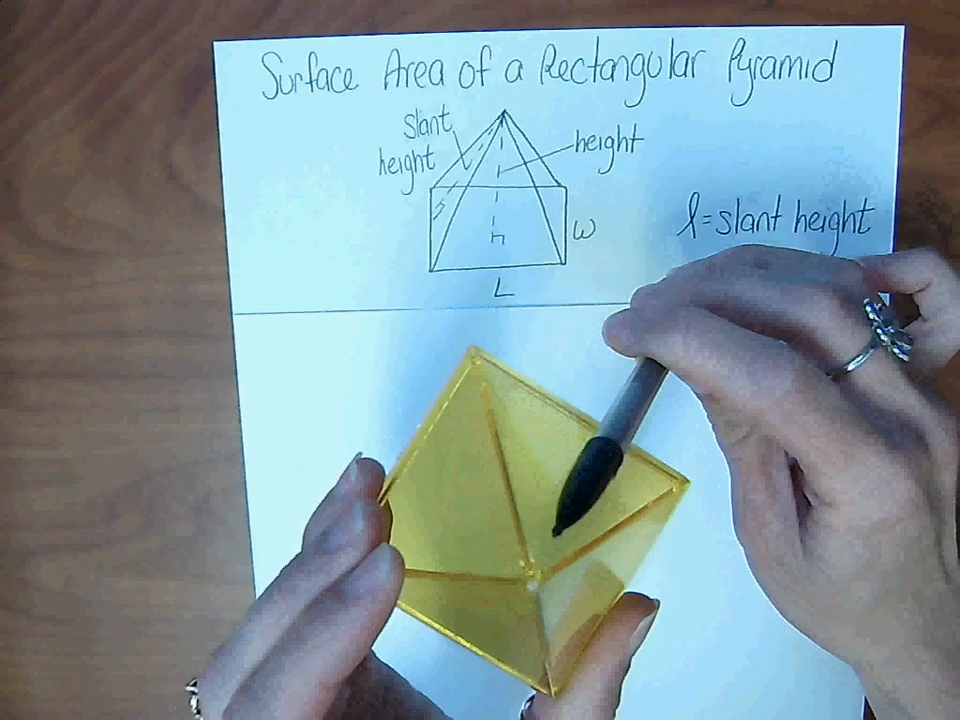 Surface Area of a Rectangular Pyramid
slant height
height
l=slant height
w
h
L